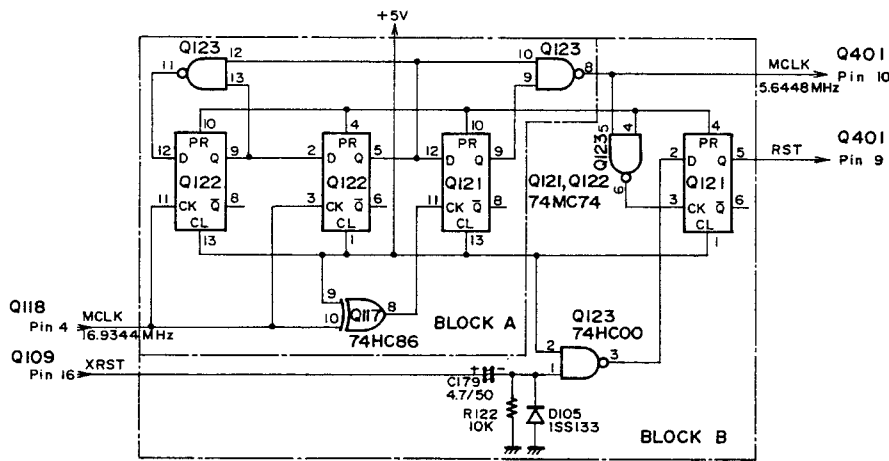 +5V
Q123
Q123
Q401
11
12
13
10
9
8
MCLK
Pin 10
5.6448MHz
10
4
10
5
4
4
Q401
12
D
PR
Q
9
2
D
PR
Q
5
12
D
PR
Q
9
Q123
6
2
D
PR
Q
5
RST
Pin 9
Q122
Q122
Q121
Q121, Q122
74MC74
Q121
11
CK
Q
8
3
CK
Q
6
11
CK
Q
8
3
CK
Q
6
CL
CL
CL
CL
13
1
13
1
Q118
Pin 4
MCLK
16.9344MHz
9
10
Q117
8
74HC86
BLOCK A
Q123
74HC00
2
1
3
Q109
Pin 16
XRST
+
-
C179
4.7/50
R122
10K
D105
1SS133
BLOCK B